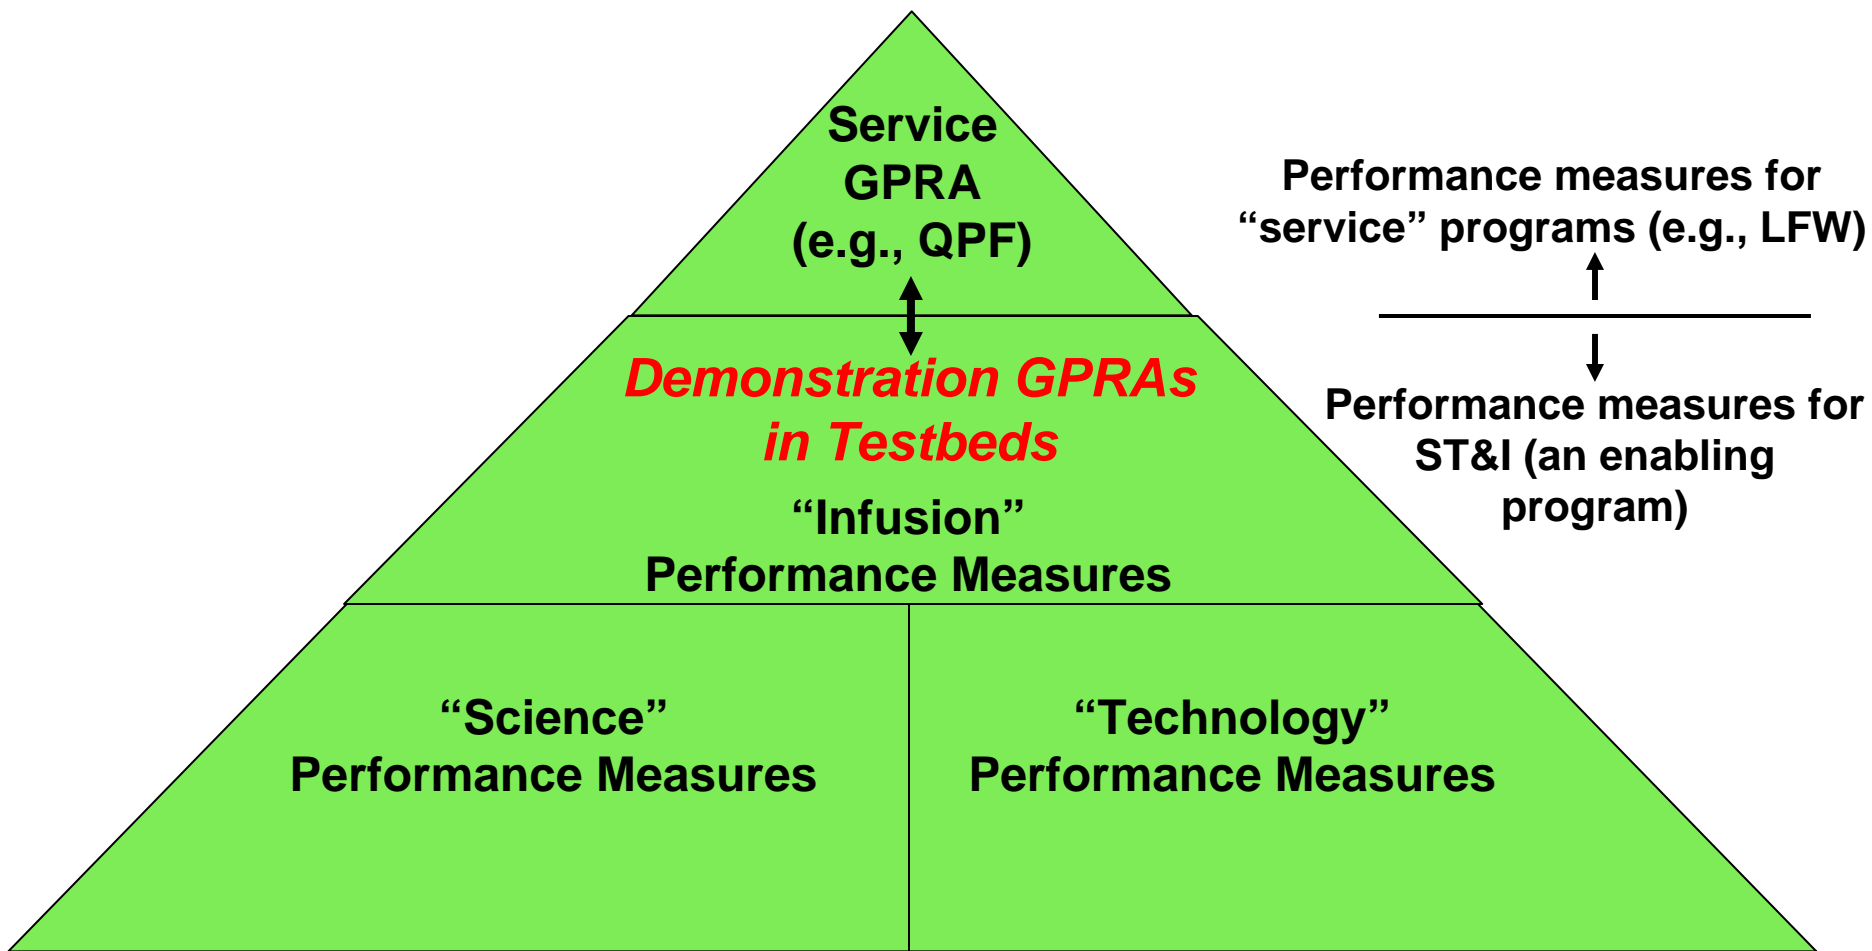 Service
GPRA
(e.g., QPF)
Performance measures for
“service” programs (e.g., LFW)
Demonstration GPRAs
in Testbeds
Performance measures for
ST&I (an enabling
program)
“Infusion”
Performance Measures
“Science”
Performance Measures
“Technology”
Performance Measures